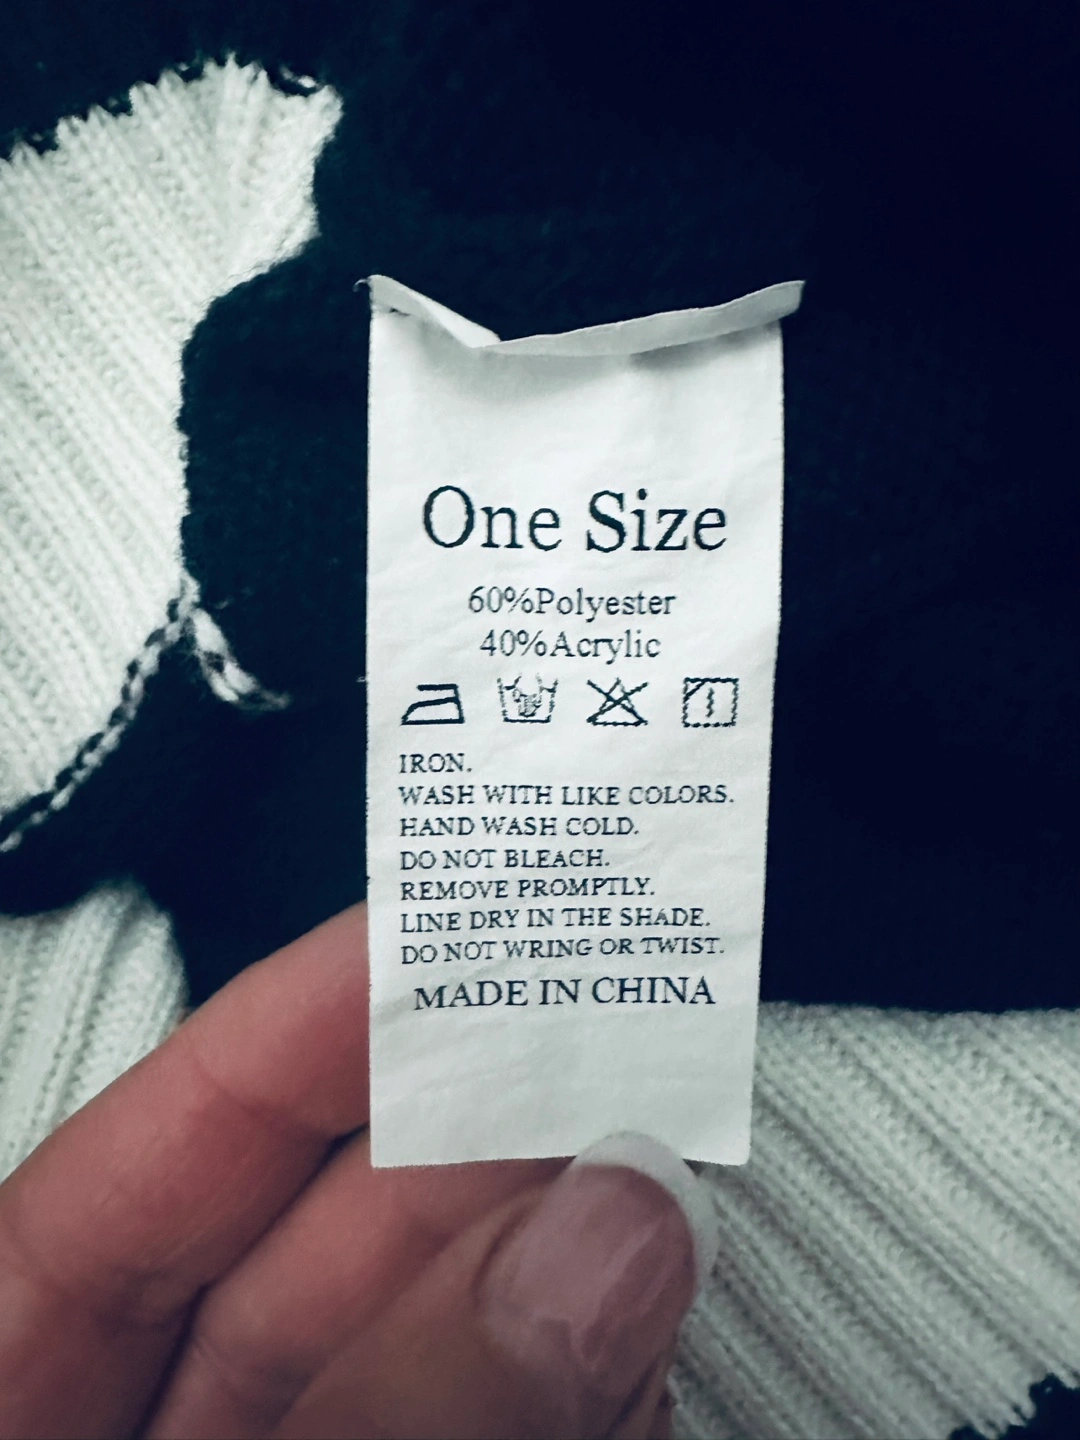 One Size
60%Polyester
40%Acrylic
IRON.
WASH WITH LIKE COLORS.
HAND WASH COLD.
DO NOT BLEACH.
REMOVE PROMPTLY.
LINE DRY IN THE SHADE.
DO NOT WRING OR TWIST.
MADE IN CHINA